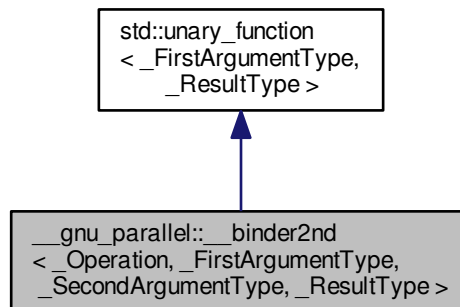 std::unary_function
< _FirstArgumentType,
_ResultType >
__gnu_parallel::__binder2nd
< _Operation, _FirstArgumentType,
_SecondArgumentType, _ResultType >